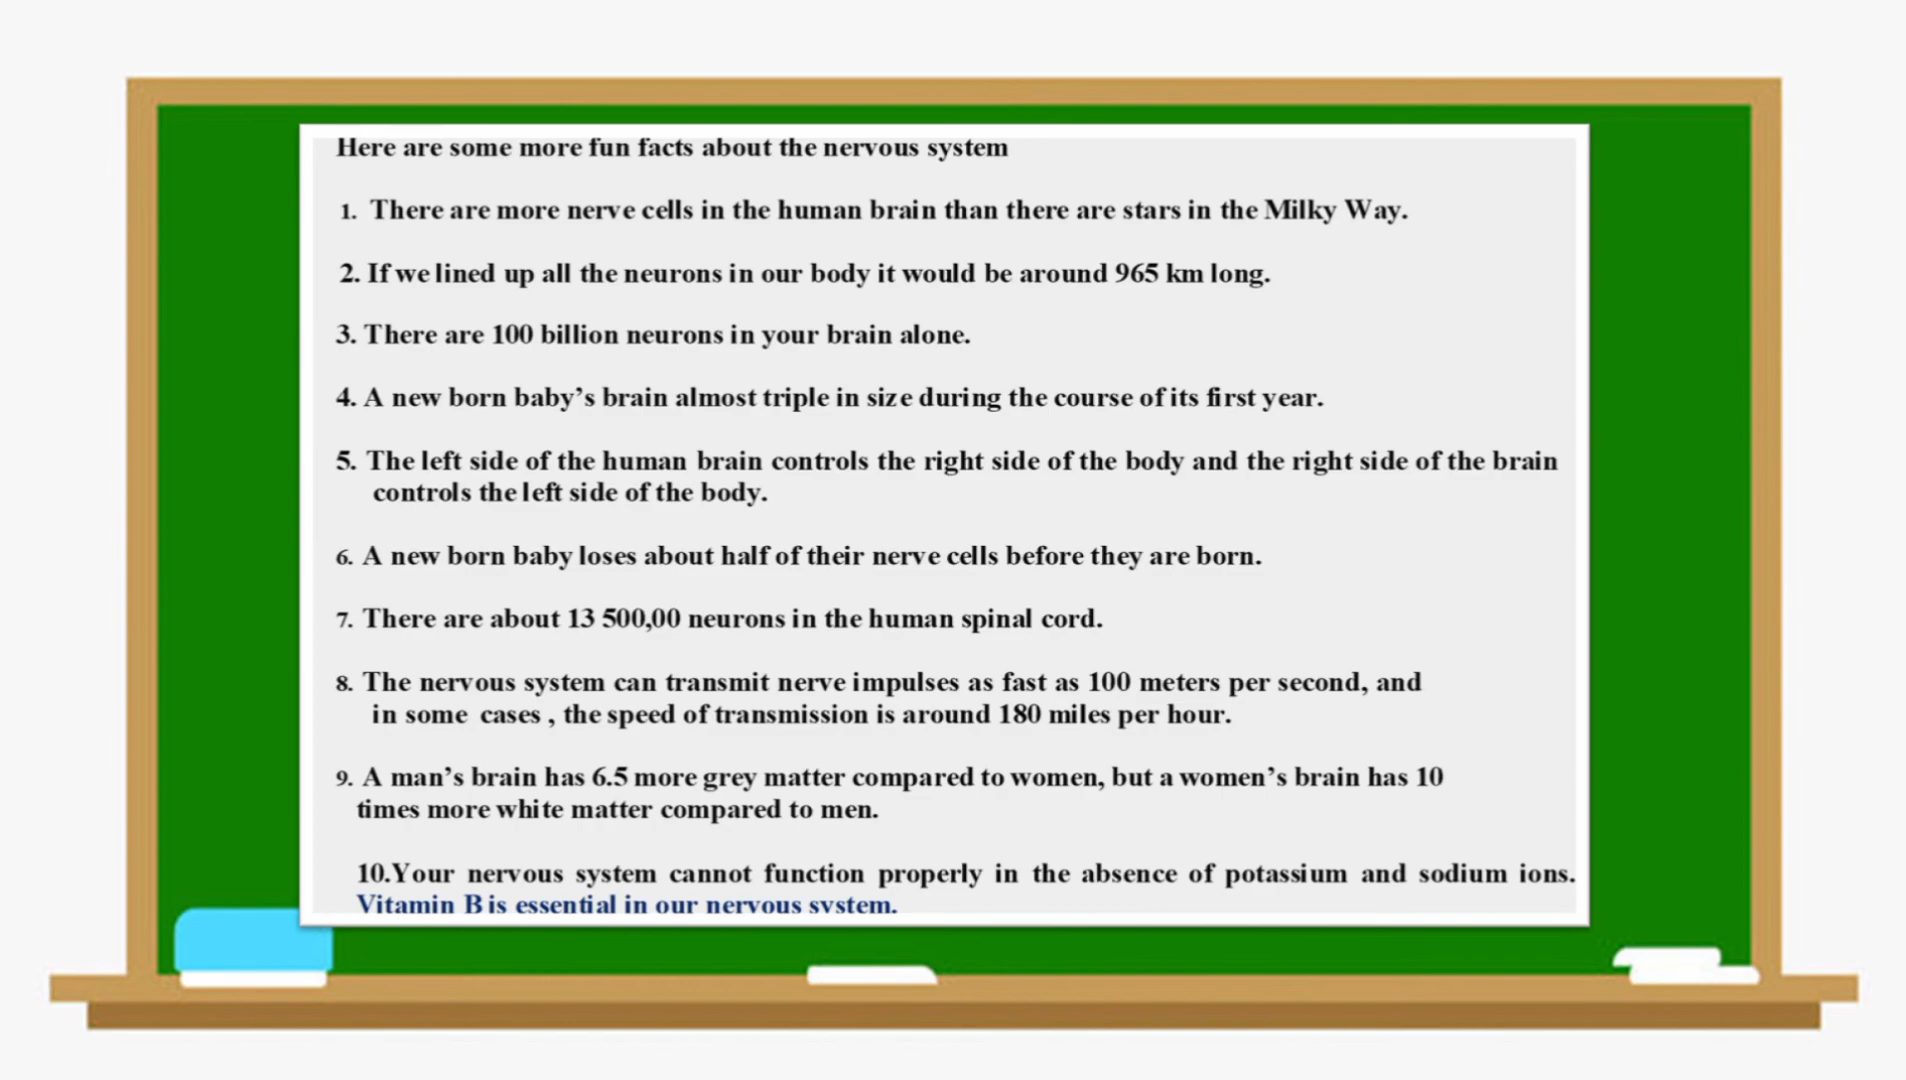 Here are some more fun facts about the nervous system
1. There are more nerve cells in the human brain than there are stars in the Milky Way.
2. If we lined up all the neurons in our body it would be around 965 km long.
3. There are 100 billion neurons in your brain alone.
4. A new born baby’s brain almost triple in size during the course of its first year.
5. The left side of the human brain controls the right side of the body and the right side of the brain
controls the left side of the body.
6. A new born baby loses about half of their nerve cells before they are born.
7. There are about 13 500,00 neurons in the human spinal cord.
8. The nervous system can transmit nerve impulses as fast as 100 meters per second, and
in some cases , the speed of transmission is around 180 miles per hour.
9. A man’s brain has 6.5 more grey matter compared to women, but a women’s brain has 10
times more white matter compared to men.
10.Your nervous system cannot function properly in the absence of potassium and sodium ions.
Vitamin B is essential in our nervous system.